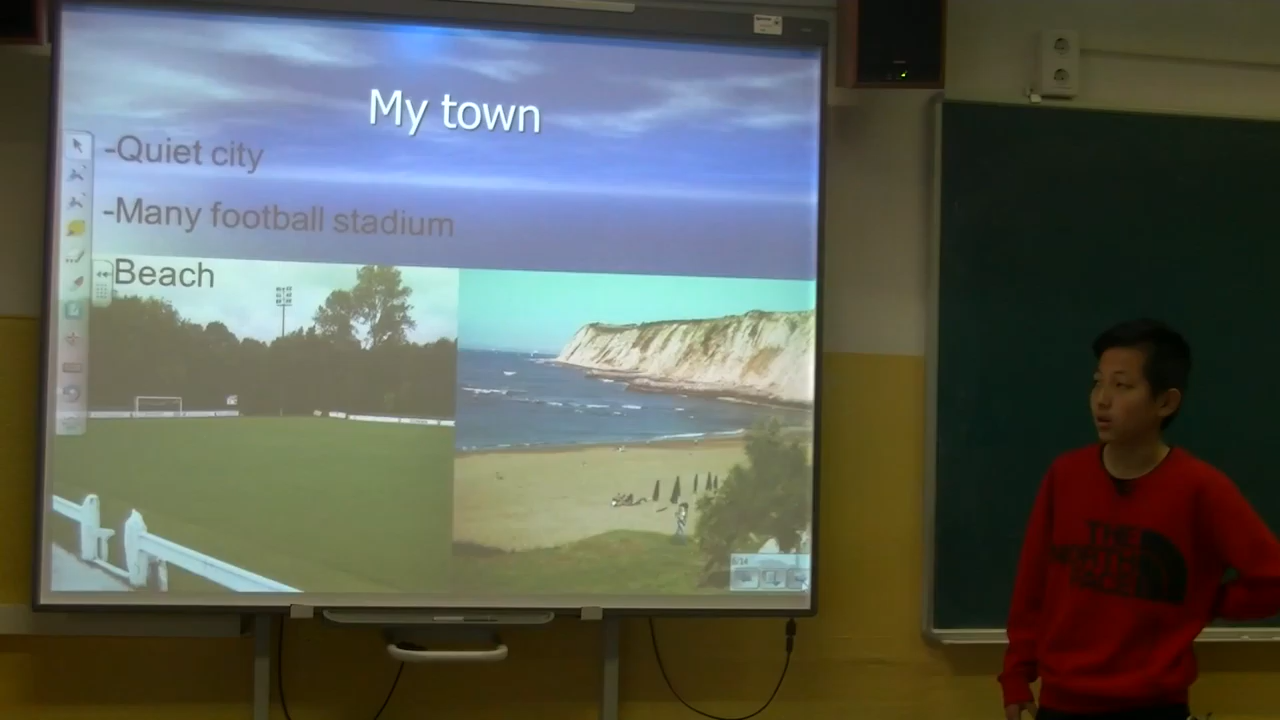 My town
-Quiet city
-Many football stadium
Beach
THE
NORTH
FACE